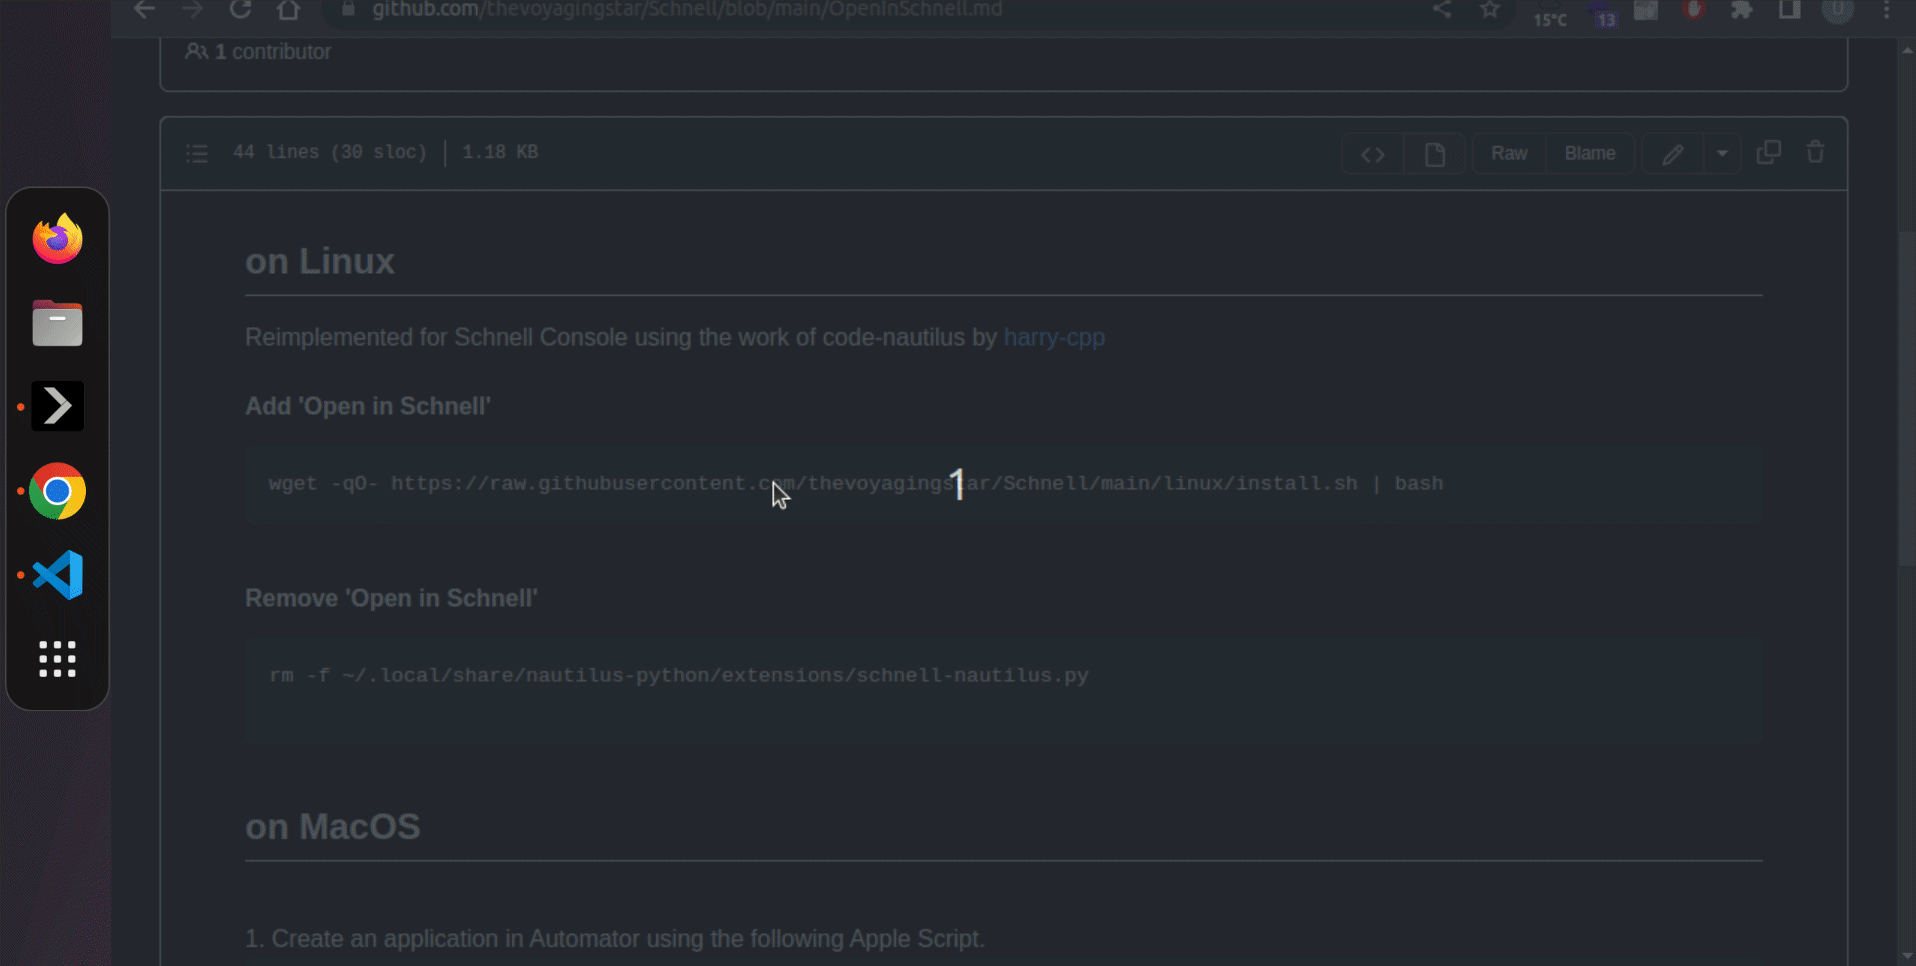 github.com/thevoyagingstar/Schnell/blob/main/OpenInSchnell.md
15°C
13
U
1 contributor
44 lines (30 sloc) | 1.18 KB
Raw
Blame
on Linux
Reimplemented for Schnell Console using the work of code-nautilus by harry-cpp
Add 'Open in Schnell'
wget -qO- https://raw.githubusercontent.com/thevoyagingstar/Schnell/main/linux/install.sh | bash
1
Remove 'Open in Schnell'
rm -f ~/.local/share/nautilus-python/extensions/schnell-nautilus.py
on MacOS
1. Create an application in Automator using the following Apple Script.